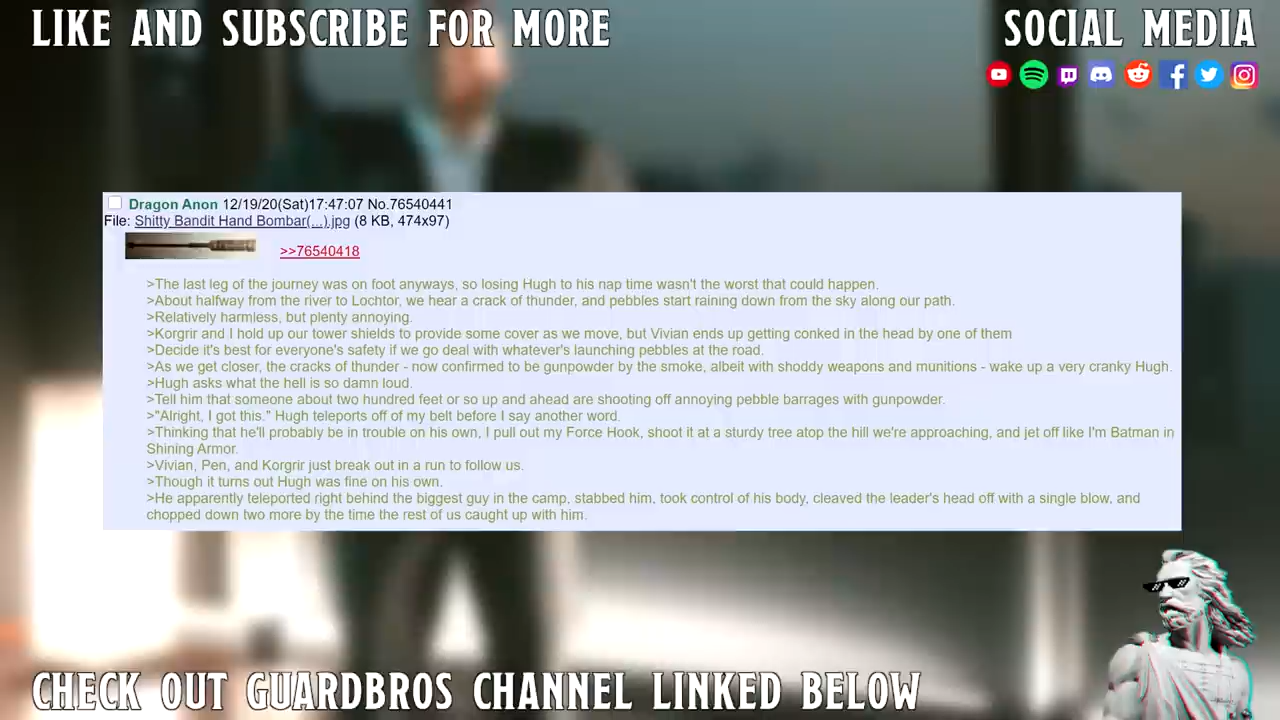 LIKE AND SUBSCRIBE FOR MORE
SOCIAL MEDIA
Dragon Anon 12/19/20(Sat)17:47:07 No.76540441
File: Shitty Bandit Hand Bombar(...).jpg (8 KB, 474x97)
>>76540418
>The last leg of the journey was on foot anyways, so losing Hugh to his nap time wasn't the worst that could happen.
>About halfway from the river to Lochtor, we hear a crack of thunder, and pebbles start raining down from the sky along our path.
>Relatively harmless, but plenty annoying.
>Korgrir and I hold up our tower shields to provide some cover as we move, but Vivian ends up getting conked in the head by one of them
>Decide it's best for everyone's safety if we go deal with whatever's launching pebbles at the road.
>As we get closer, the cracks of thunder - now confirmed to be gunpowder by the smoke, albeit with shoddy weapons and munitions - wake up a very cranky Hugh.
>Hugh asks what the hell is so damn loud.
>Tell him that someone about two hundred feet or so up and ahead are shooting off annoying pebble barrages with gunpowder.
>"Alright, I got this." Hugh teleports off of my belt before I say another word.
>Thinking that he'll probably be in trouble on his own, I pull out my Force Hook, shoot it at a sturdy tree atop the hill we're approaching, and jet off like I'm Batman in
Shining Armor.
>Vivian, Pen, and Korgrir just break out in a run to follow us.
>Though it turns out Hugh was fine on his own.
>He apparently teleported right behind the biggest guy in the camp, stabbed him, took control of his body, cleaved the leader's head off with a single blow, and
chopped down two more by the time the rest of us caught up with him.
CHECK OUT GUARDBROS CHANNEL LINKED BELOW